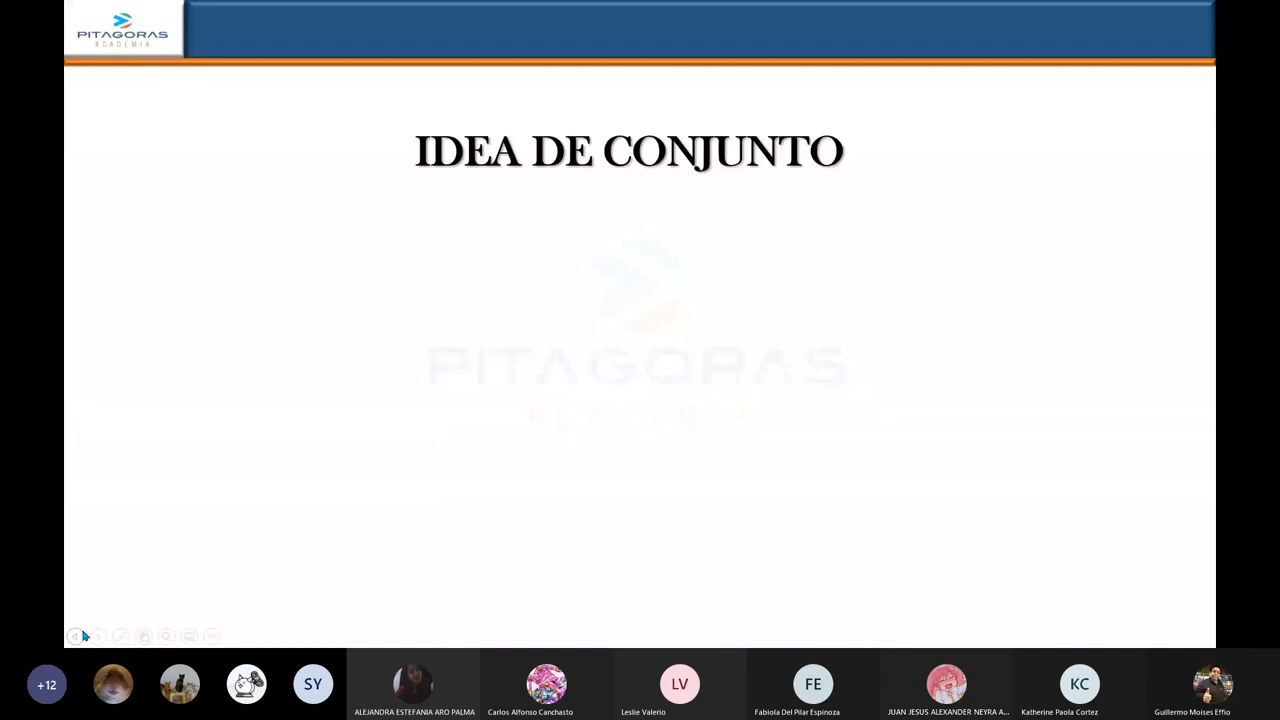 PITAGORAS
ACADEMIA
IDEA DE CONJUNTO
PITAGORAS
+12
SY
LV
FE
KC
ALEJANDRA ESTEFANIA ARO PALMA
Carlos Alfonso Canchasto
Leslie Valerio
Fabiola Del Pilar Espinoza
JUAN JESUS ALEXANDER NEYRA A...
Katherine Paola Cortez
Guillermo Moises Effio